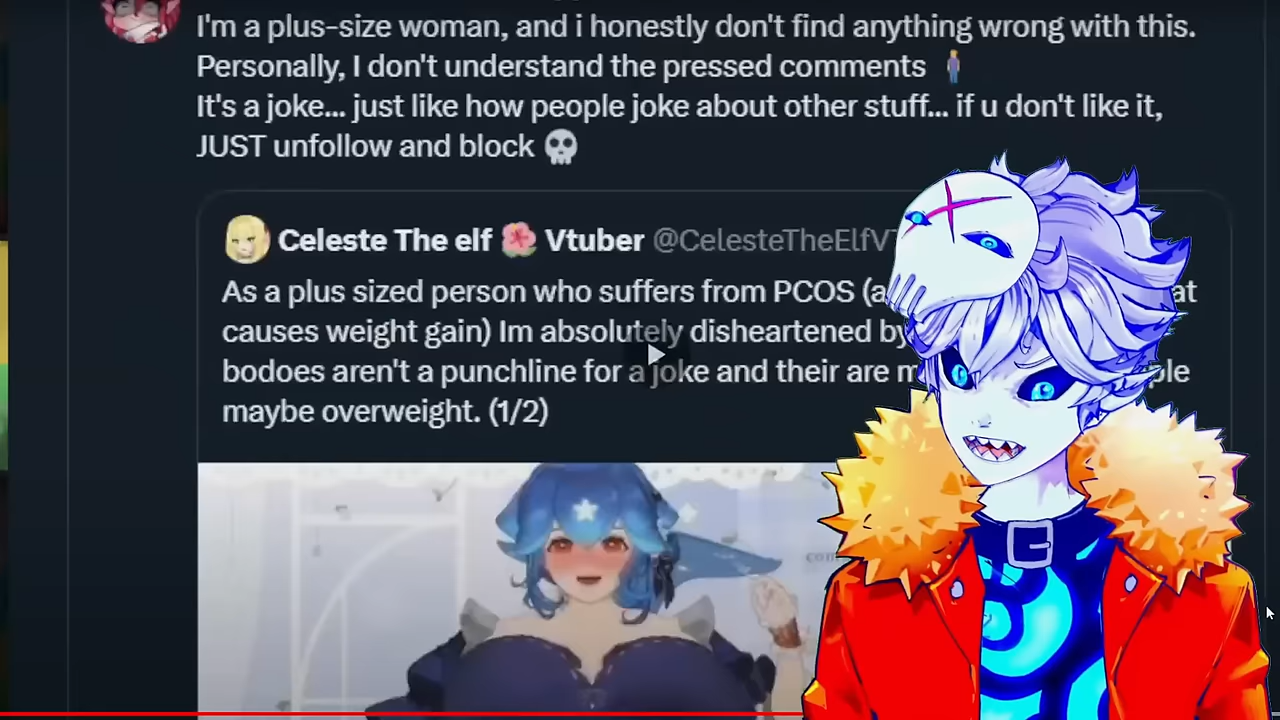 I'm a plus-size woman, and i honestly don't find anything wrong with this.
Personally, I don't understand the pressed comments 🧍‍♂️
It's a joke... just like how people joke about other stuff... if u don't like it,
JUST unfollow and block 💀
Celeste The elf 🌺 Vtuber @CelesteTheElfV
As a plus sized person who suffers from PCOS
causes weight gain) Im absolutely disheartened by
bodoes aren't a punchline for a joke and their are
maybe overweight. (1/2)